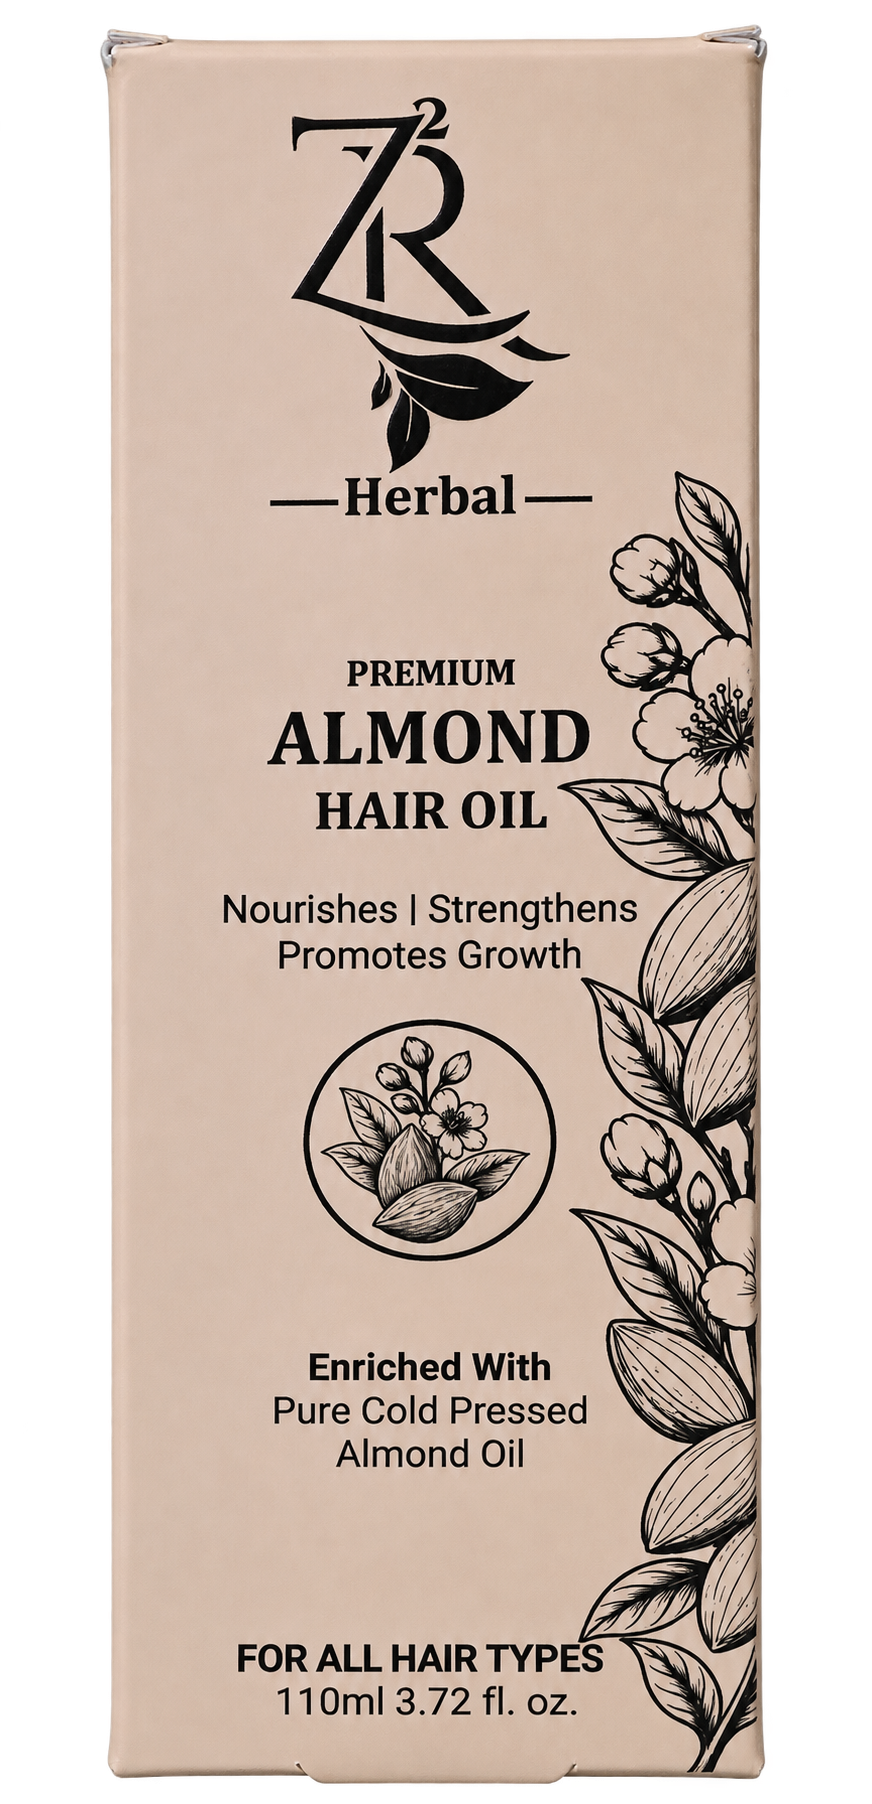 ZR²
Herbal
PREMIUM
ALMOND
HAIR OIL
Nourishes | Strengthens
Promotes Growth
Enriched With
Pure Cold Pressed
Almond Oil
FOR ALL HAIR TYPES
110ml 3.72 fl. oz.